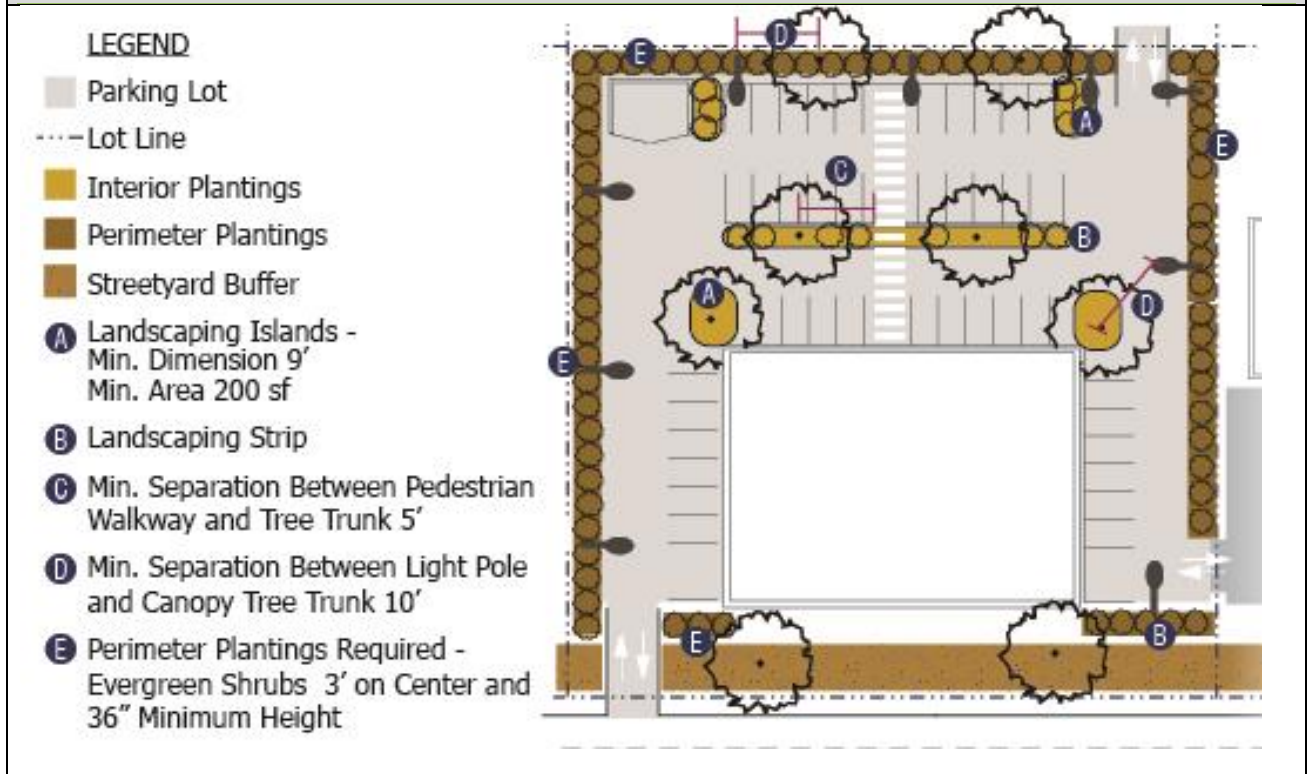 LEGEND
Parking Lot
Lot Line
Interior Plantings
Perimeter Plantings
Streetyard Buffer
A Landscaping Islands -
Min. Dimension 9′
Min. Area 200 sf
B Landscaping Strip
C Min. Separation Between Pedestrian
Walkway and Tree Trunk 5′
D Min. Separation Between Light Pole
and Canopy Tree Trunk 10′
E Perimeter Plantings Required -
Evergreen Shrubs 3′ on Center and
36″ Minimum Height
D
E
A
E
C
B
A
D
E
E
B